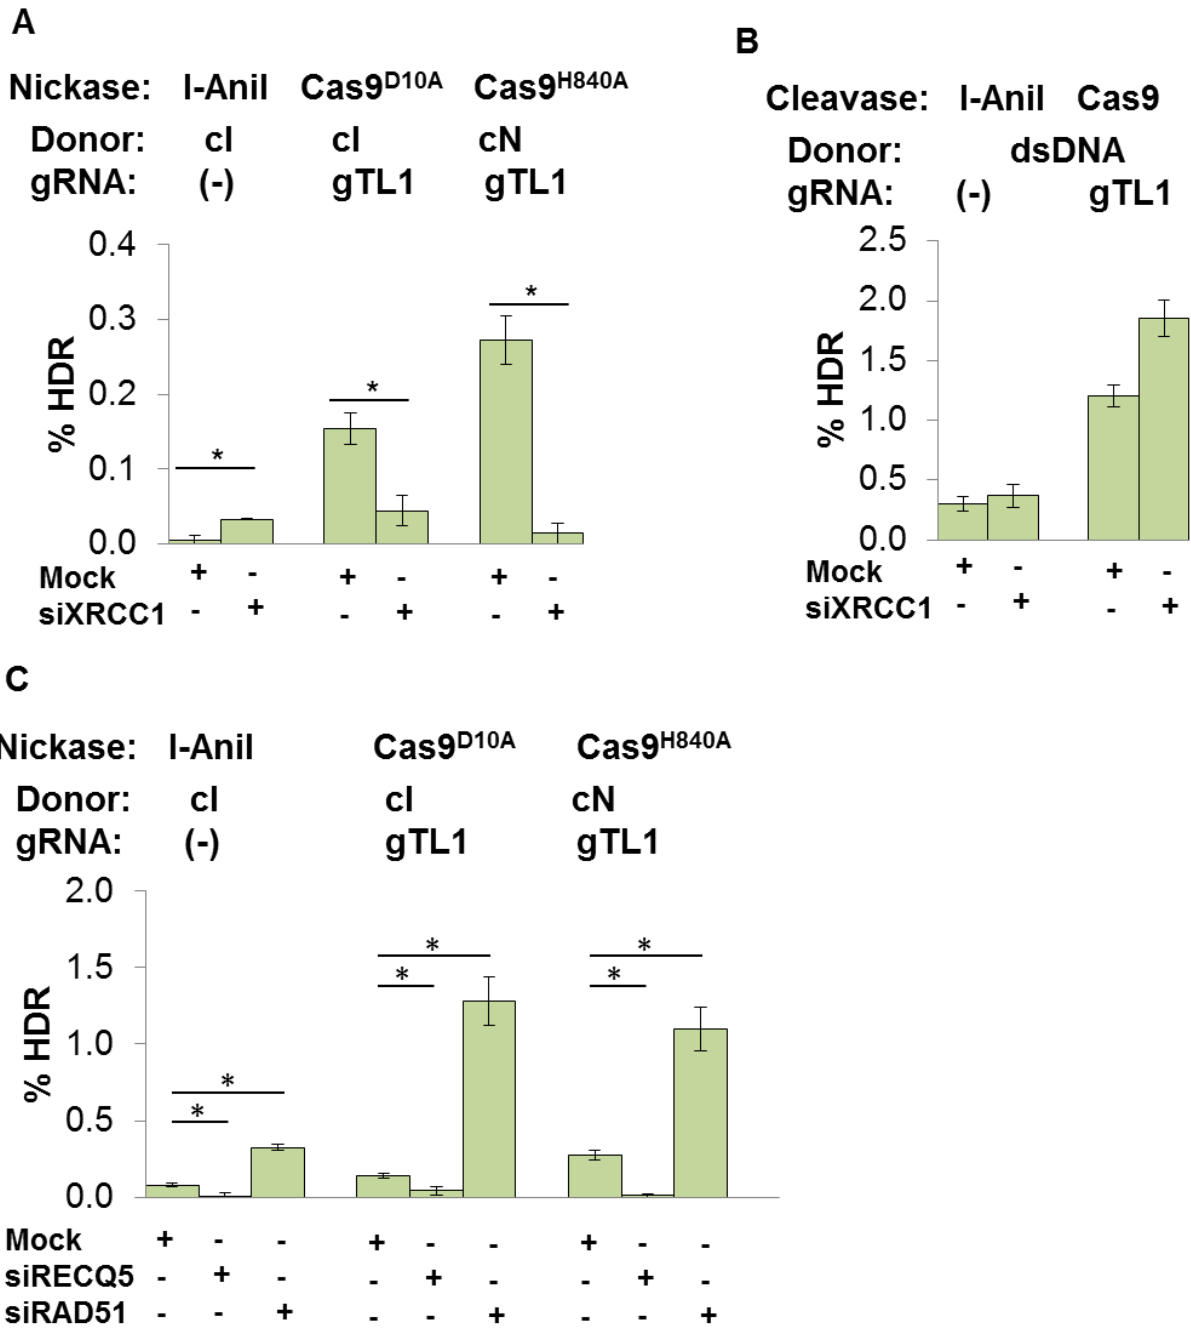 A
Nickase: I-AniI Cas9D10A Cas9H840A
Donor: cI cI cN
gRNA: (-) gTL1 gTL1
0.4
0.3
0.2
0.1
0.0
% HDR
* * *
Mock + - + - + -
siXRCC1 - + - + - +
B
Cleavase: I-AniI Cas9
Donor: dsDNA
gRNA: (-) gTL1
2.5
2.0
1.5
1.0
0.5
0.0
% HDR
Mock + - + -
siXRCC1 - + - +
C
Nickase: I-AniI Cas9D10A Cas9H840A
Donor: cI cI cN
gRNA: (-) gTL1 gTL1
2.0
1.5
1.0
0.5
0.0
% HDR
* * *
* * *
Mock + - - + - - + - -
siRECQ5 - + - - + - - + -
siRAD51 - - + - - + - - +